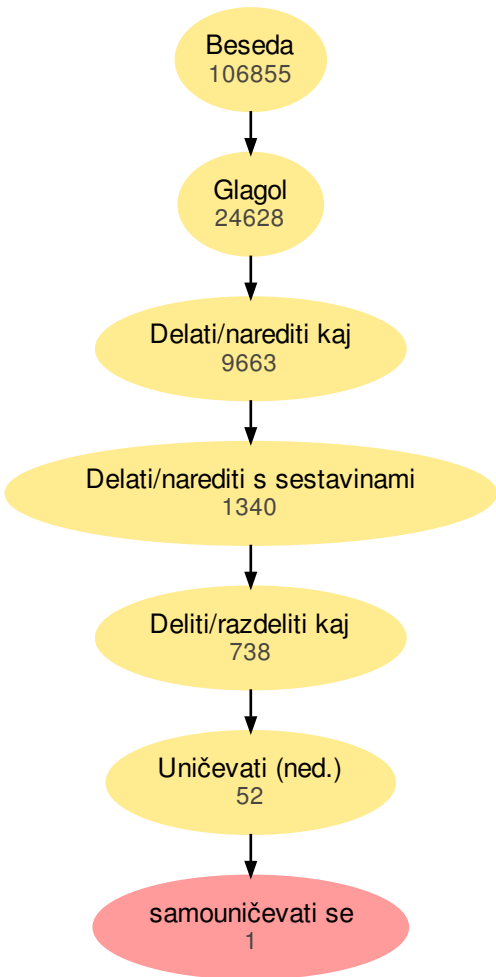 Beseda
106855
Glagol
24628
Delati/narediti kaj
9663
Delati/narediti s sestavinami
1340
Deliti/razdeliti kaj
738
Uničevati (ned.)
52
samouničevati se
1